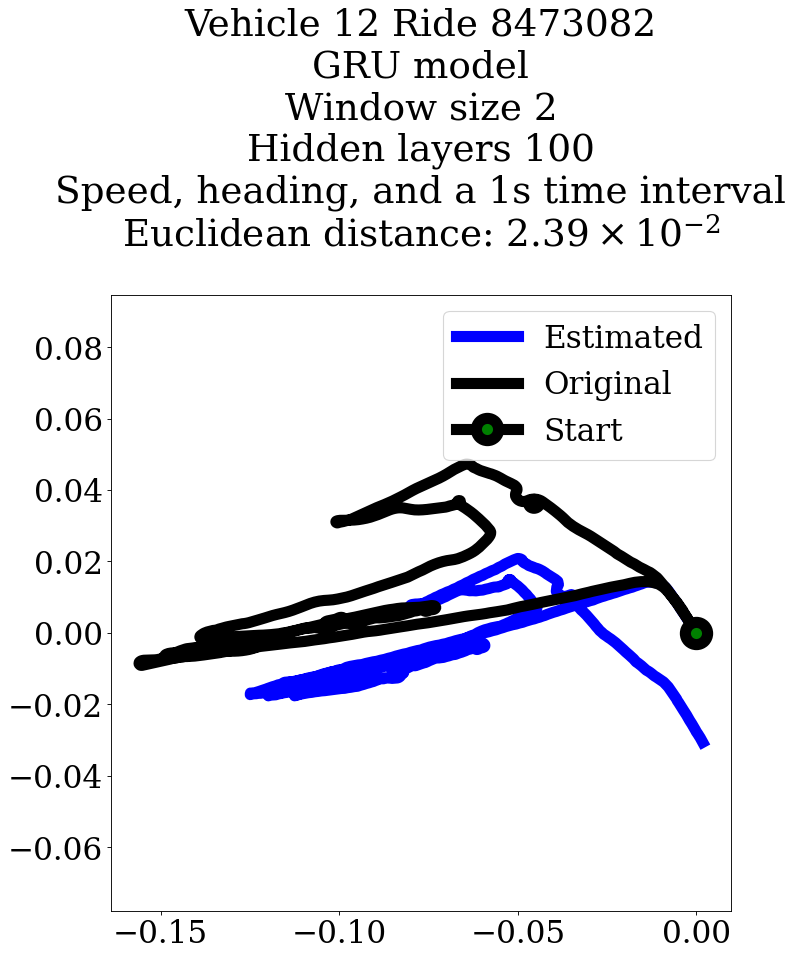 Vehicle 12 Ride 8473082
GRU model
Window size 2
Hidden layers 100
Speed, heading, and a 1s time interval
Euclidean distance: 2.39 × 10⁻²
Estimated
Original
Start
0.08
0.06
0.04
0.02
0.00
−0.02
−0.04
−0.06
−0.15 −0.10 −0.05 0.00